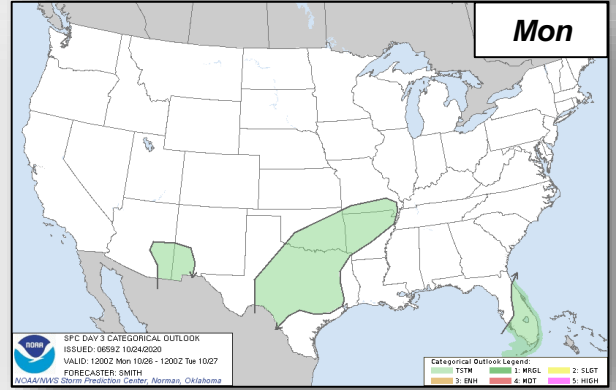 Mon
SPC DAY 3 CATEGORICAL OUTLOOK
ISSUED: 0659Z 10/24/2020
VALID: 1200Z Mon 10/26 - 1200Z Tue 10/27
FORECASTER: SMITH
NOAA/NWS Storm Prediction Center, Norman, Oklahoma
NOAA
Categorical Outlook Legend:
TSTM 1: MRGL 2: SLGT
3: ENH 4: MDT 5: HIGH